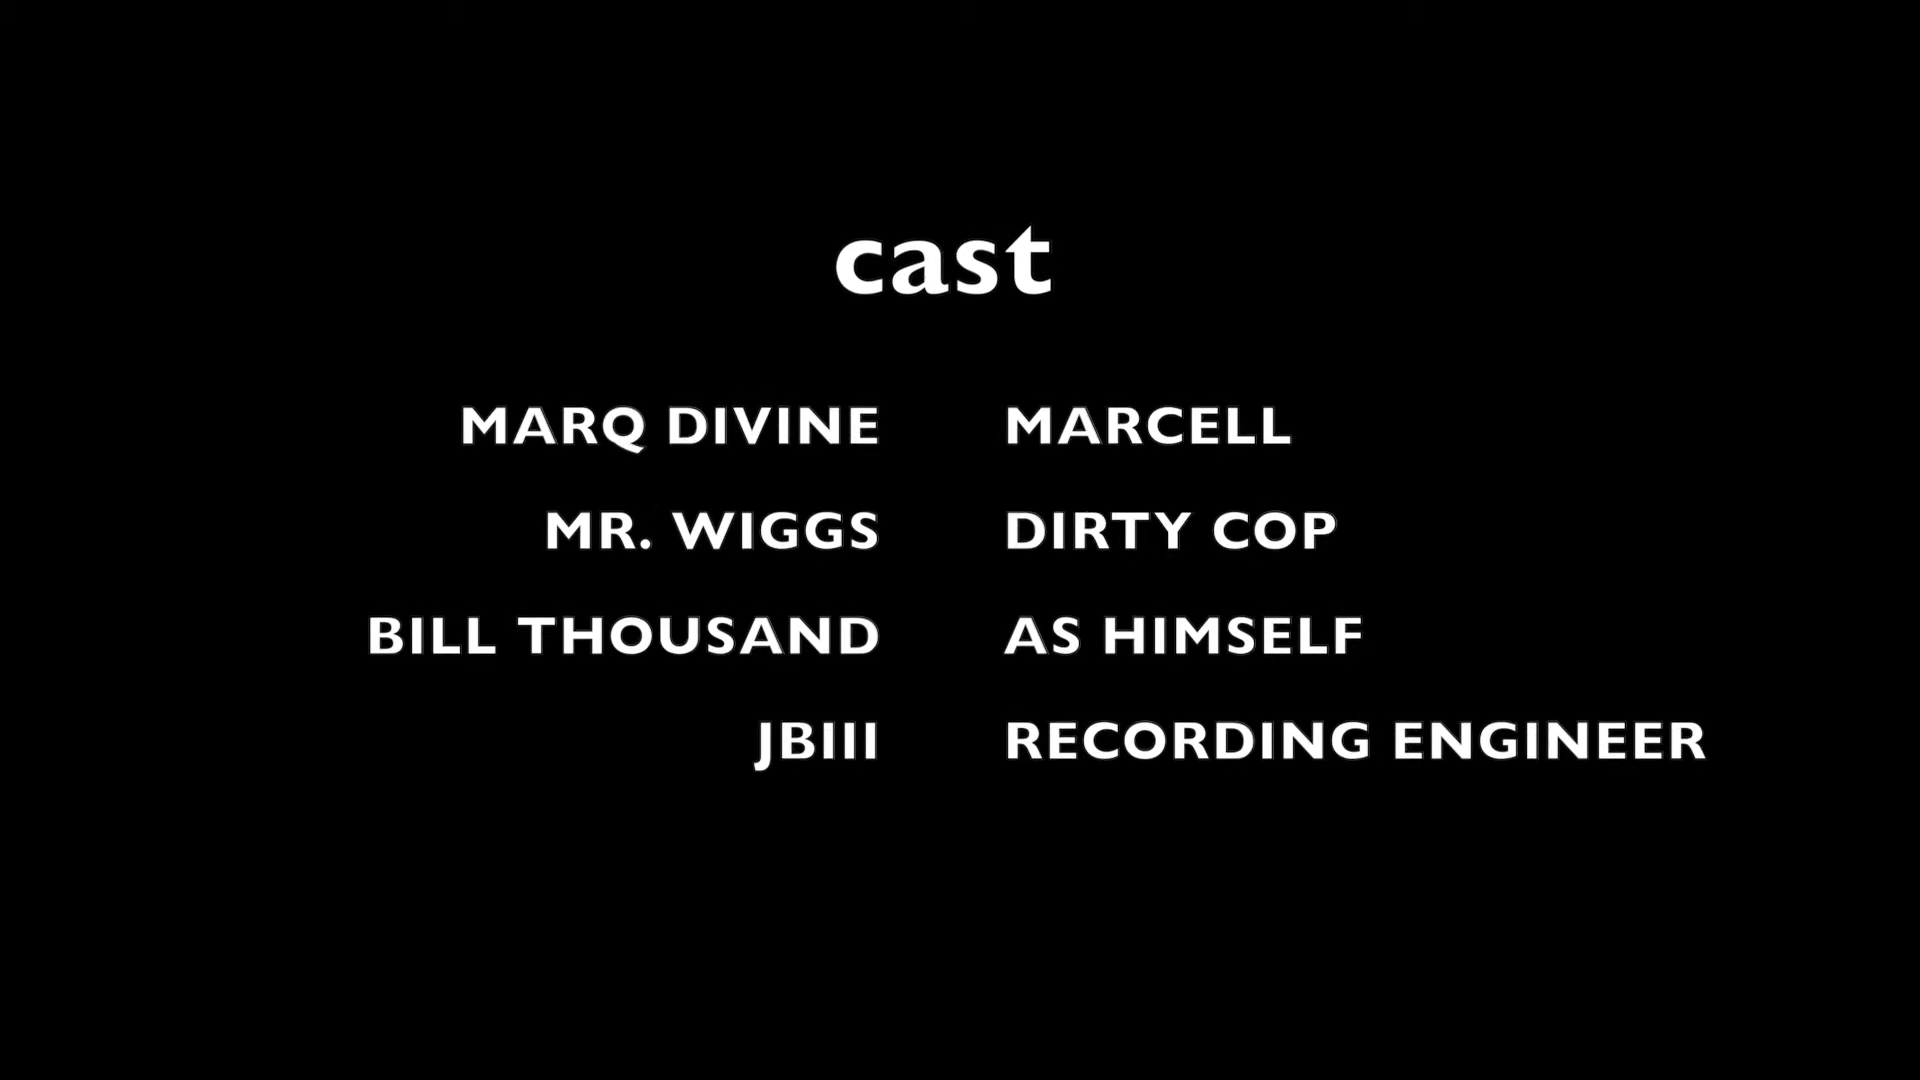 cast
MARQ DIVINE MARCELL
MR. WIGGS DIRTY COP
BILL THOUSAND AS HIMSELF
JBIII RECORDING ENGINEER